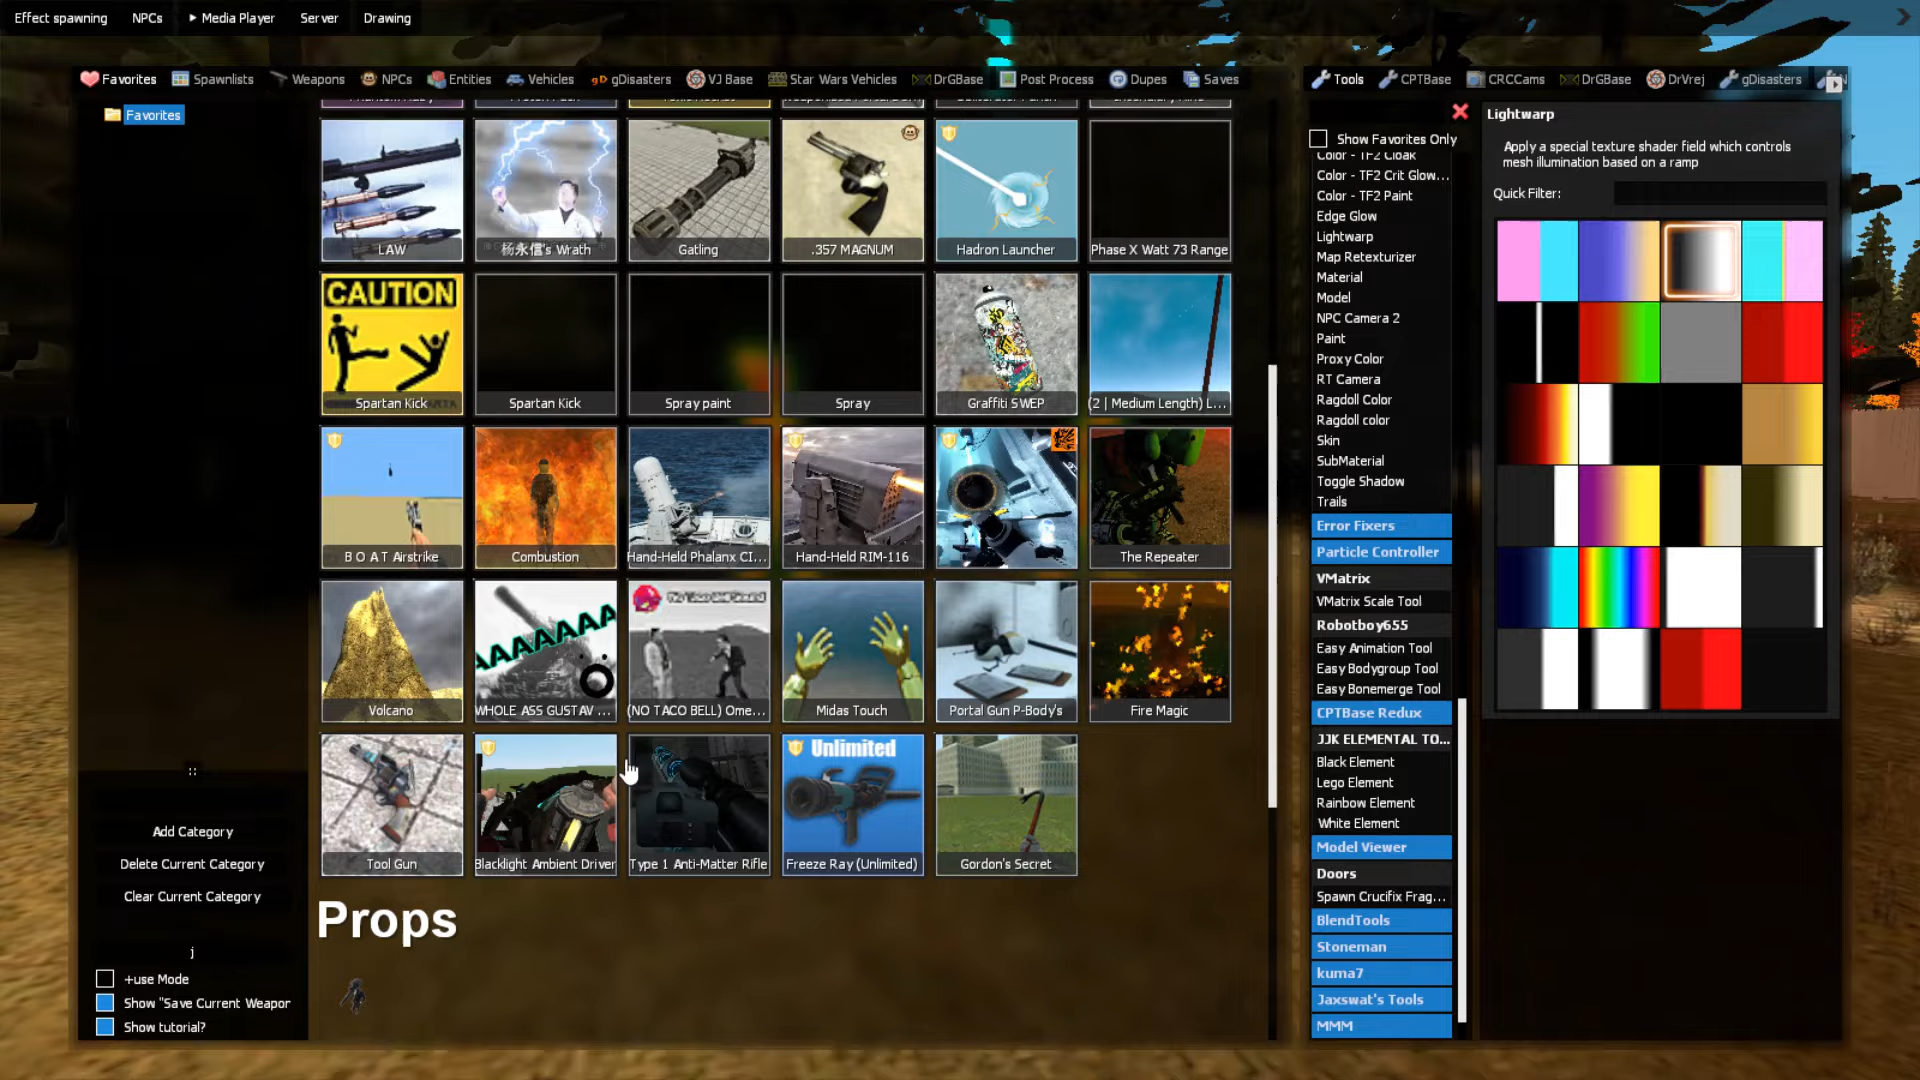 Effect spawning
NPCs
Media Player
Server
Drawing
Favorites
Spawnlists
Weapons
NPCs
Entities
Vehicles
gDisasters
VJ Base
Star Wars Vehicles
DrGBase
Post Process
Dupes
Saves
Tools
CPTBase
CRCCams
DrGBase
DrVrej
gDisasters
Favorites
LAW
杨永信's Wrath
Gatling
.357 MAGNUM
Hadron Launcher
Phase X Watt 73 Range
CAUTION
Spartan Kick
Spartan Kick
Spray paint
Spray
Graffiti SWEP
(2 | Medium Length) L...
B O A T Airstrike
Combustion
Hand-Held Phalanx CI...
Hand-Held RIM-116
The Repeater
Volcano
AAAAAAA
WHOLE ASS GUSTAV ...
(NO TACO BELL) Ome...
Midas Touch
Portal Gun P-Body's
Fire Magic
Tool Gun
Blacklight Ambient Driver
Type 1 Anti-Matter Rifle
Unlimited
Freeze Ray (Unlimited)
Gordon's Secret
Props
Add Category
Delete Current Category
Clear Current Category
j
+use Mode
Show "Save Current Weapon
Show tutorial?
Show Favorites Only
Color - TF2 Cloak
Color - TF2 Crit Glow...
Color - TF2 Paint
Edge Glow
Lightwarp
Map Retexturizer
Material
Model
NPC Camera 2
Paint
Proxy Color
RT Camera
Ragdoll Color
Ragdoll color
Skin
SubMaterial
Toggle Shadow
Trails
Error Fixers
Particle Controller
VMatrix
VMatrix Scale Tool
Robotboy655
Easy Animation Tool
Easy Bodygroup Tool
Easy Bonemerge Tool
CPTBase Redux
JJK ELEMENTAL TO...
Black Element
Lego Element
Rainbow Element
White Element
Model Viewer
Doors
Spawn Crucifix Frag...
BlendTools
Stoneman
kuma7
Jaxswat's Tools
MMM
Lightwarp
Apply a special texture shader field which controls
mesh illumination based on a ramp
Quick Filter: